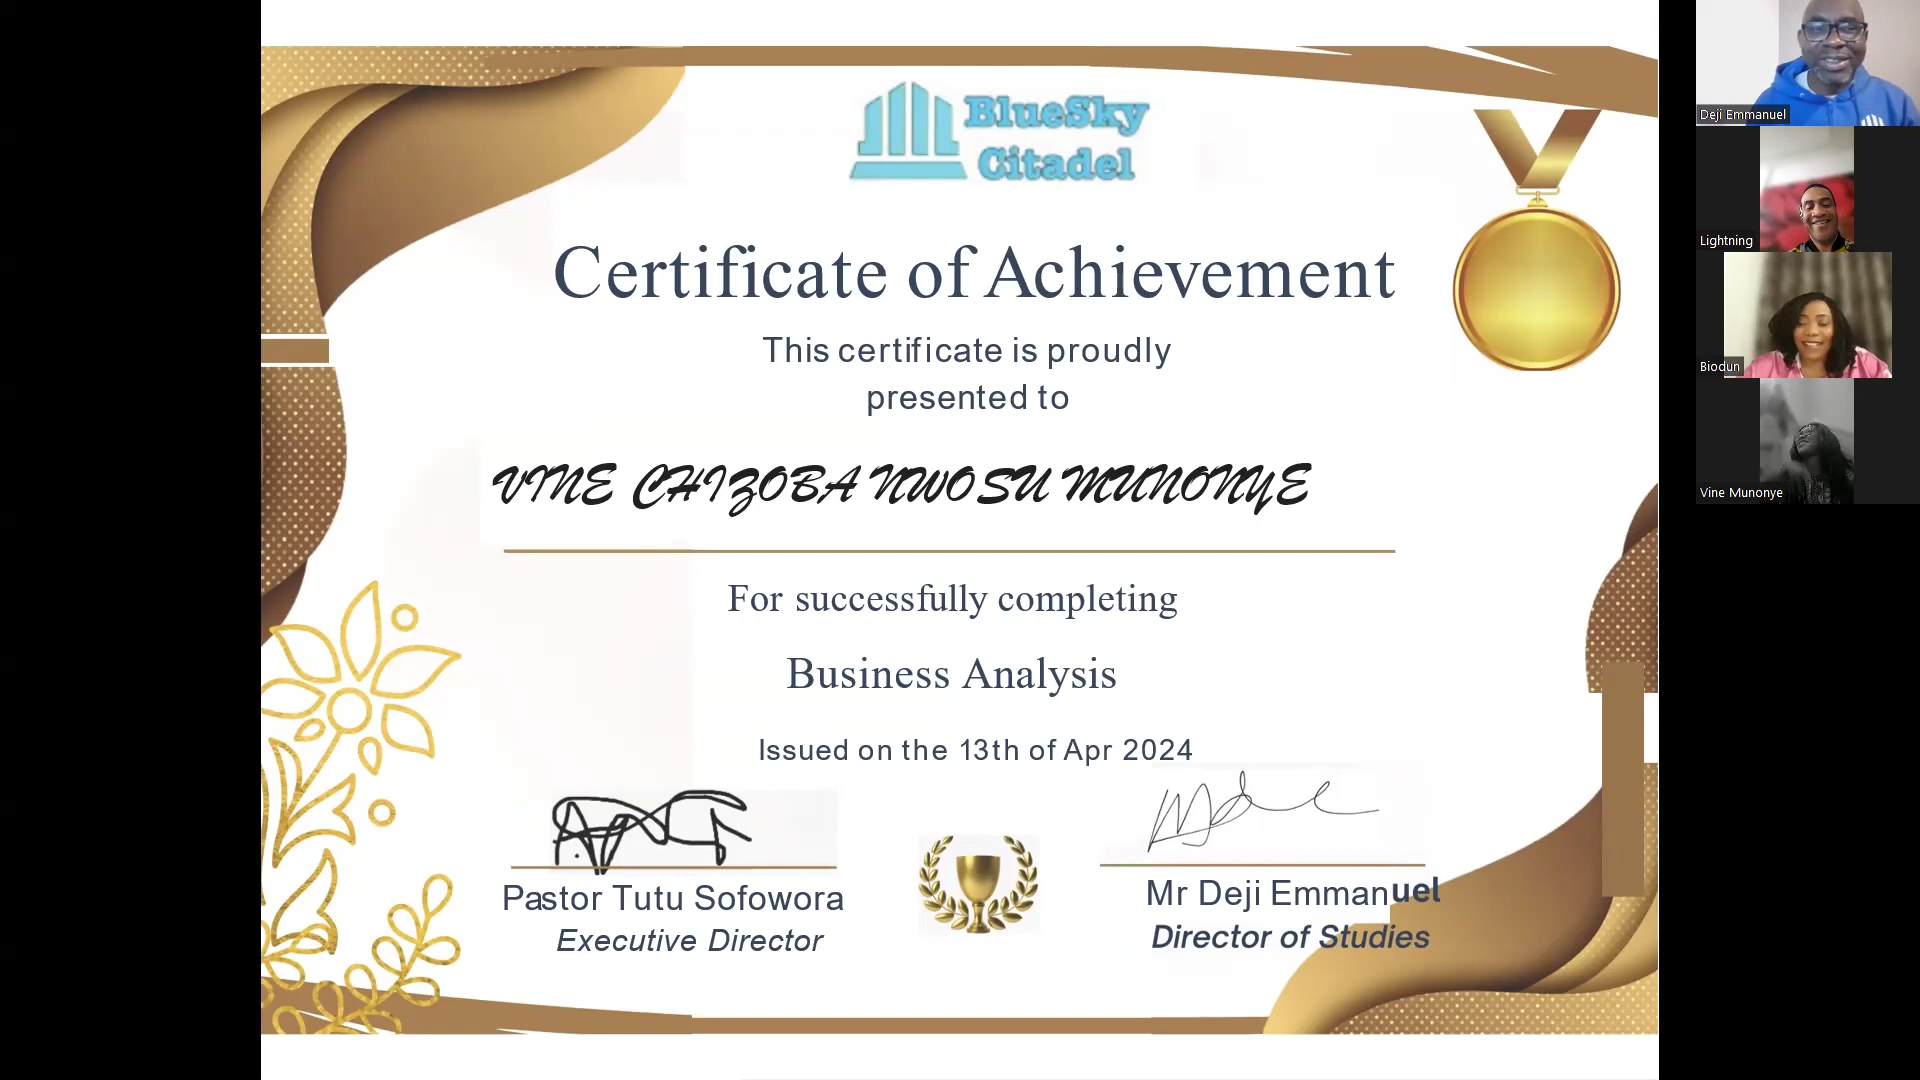 BlueSky
Citadel
Certificate of Achievement
This certificate is proudly
presented to
VINE CHIZOBA NWOSU MUNONYE
For successfully completing
Business Analysis
Issued on the 13th of Apr 2024
Pastor Tutu Sofowora
Executive Director
Mr Deji Emmanuel
Director of Studies
Deji Emmanuel
Lightning
Biodun
Vine Munonye